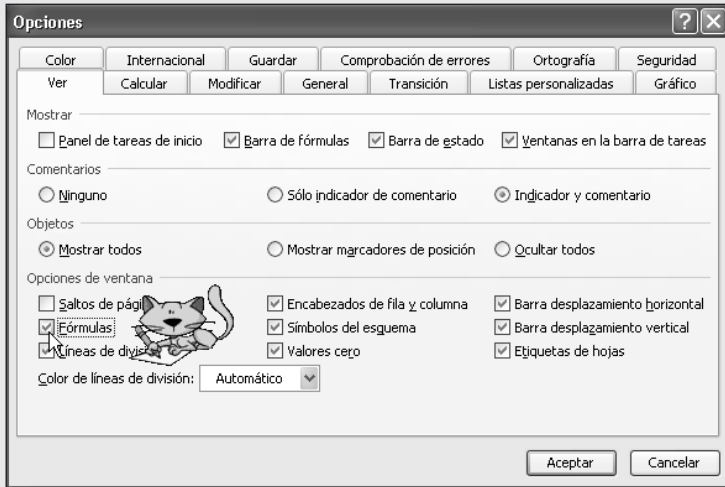 Opciones
Color Internacional Guardar Comprobación de errores Ortografía Seguridad
Ver Calcular Modificar General Transición Listas personalizadas Gráfico
Mostrar
Panel de tareas de inicio Barra de fórmulas Barra de estado Ventanas en la barra de tareas
Comentarios
Ninguno Sólo indicador de comentario Indicador y comentario
Objetos
Mostrar todos Mostrar marcadores de posición Ocultar todos
Opciones de ventana
Saltos de Encabezados de fila y columna Barra desplazamiento horizontal
Fórmulas Símbolos del esquema Barra desplazamiento vertical
Líneas de Valores cero Etiquetas de hojas
Color de líneas de división: Automático
Aceptar Cancelar